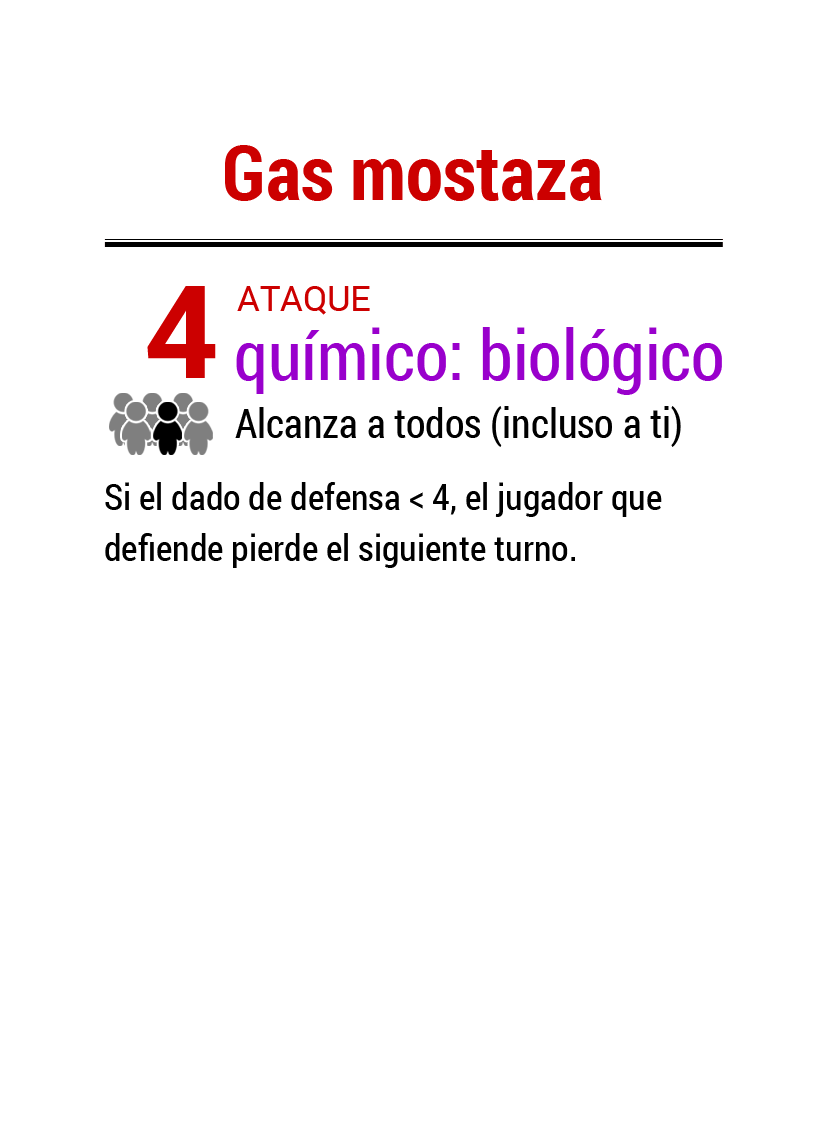 Gas mostaza
4 ATAQUE
químico: biológico
Alcanza a todos (incluso a ti)
Si el dado de defensa < 4, el jugador que
defiende pierde el siguiente turno.